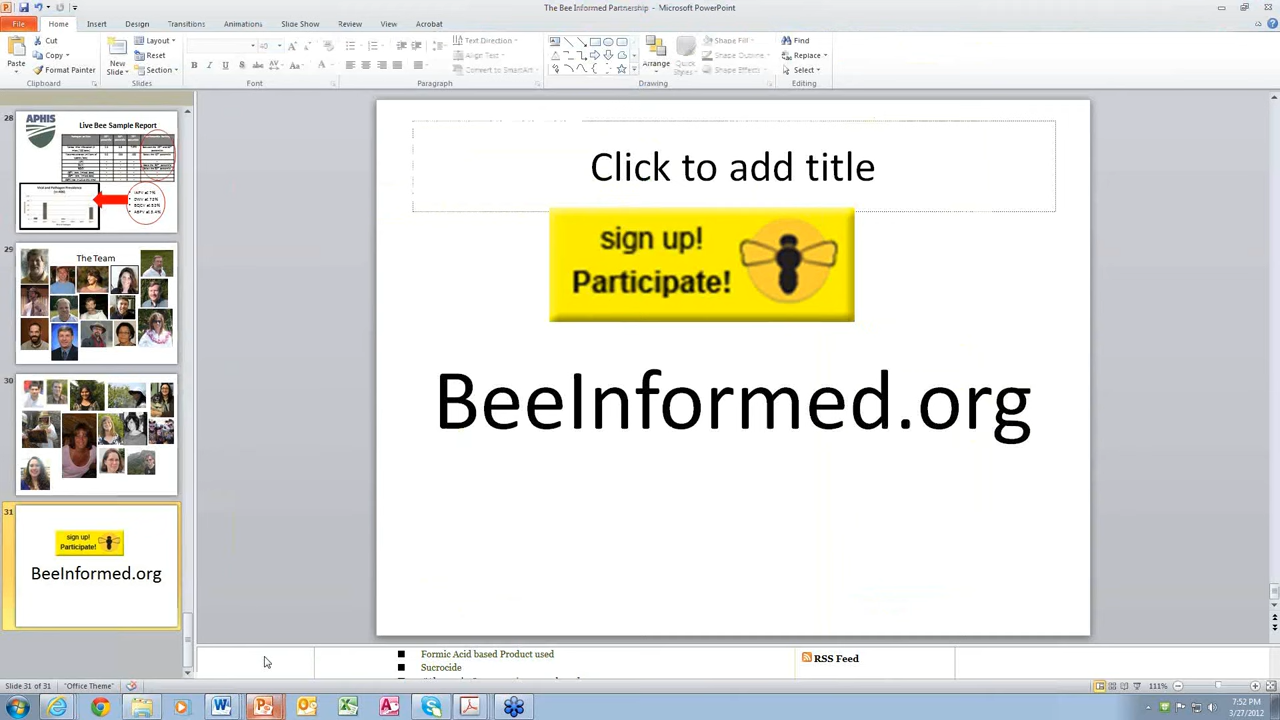 The Bee Informed Partnership - Microsoft PowerPoint
File Home Insert Design Transitions Animations Slide Show Review View Acrobat
Cut
Copy
Format Painter
Paste
Clipboard
New
Slide
Layout
Reset
Section
Slides
Font
Text Direction
Align Text
Convert to SmartArt
Paragraph
Arrange
Quick
Styles
Shape Fill
Shape Outline
Shape Effects
Drawing
Find
Replace
Select
Editing
28
APHIS
Live Bee Sample Report
29
The Team
30
31
sign up!
Participate!
BeeInformed.org
Click to add title
sign up!
Participate!
BeeInformed.org
Formic Acid based Product used
Sucrocide
RSS Feed
Slide 31 of 31
"Office Theme"
111%
7:52 PM
3/27/2012